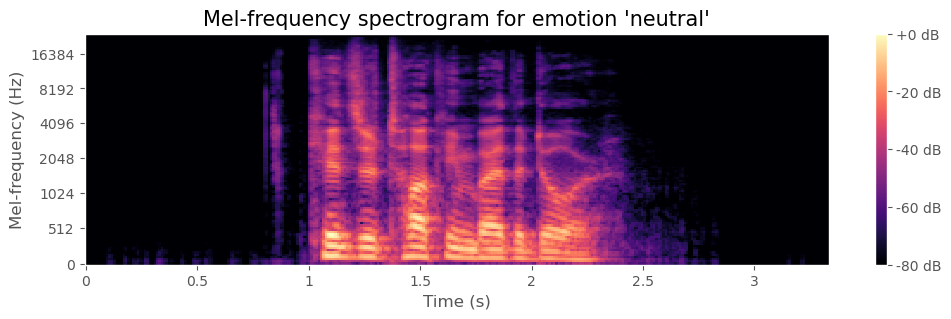 Mel-frequency spectrogram for emotion 'neutral'
Mel-frequency (Hz)
16384
8192
4096
2048
1024
512
0
0
0.5
1
1.5
2
2.5
3
Time (s)
+0 dB
-20 dB
-40 dB
-60 dB
-80 dB